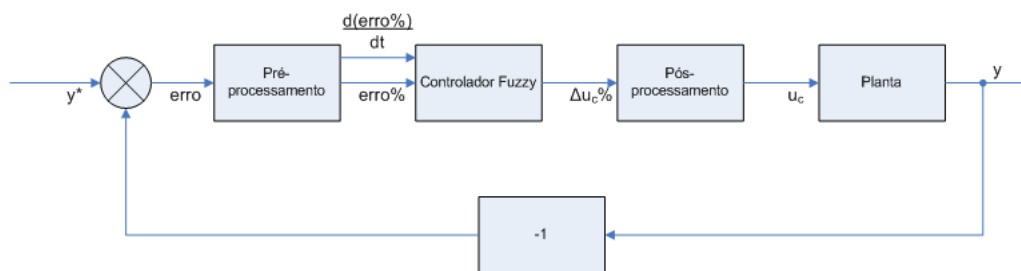 d(erro%)
dt
y*
erro
Pré-
processamento
erro%
Controlador Fuzzy
Δuc%
Pós-
processamento
uc
Planta
y
-1